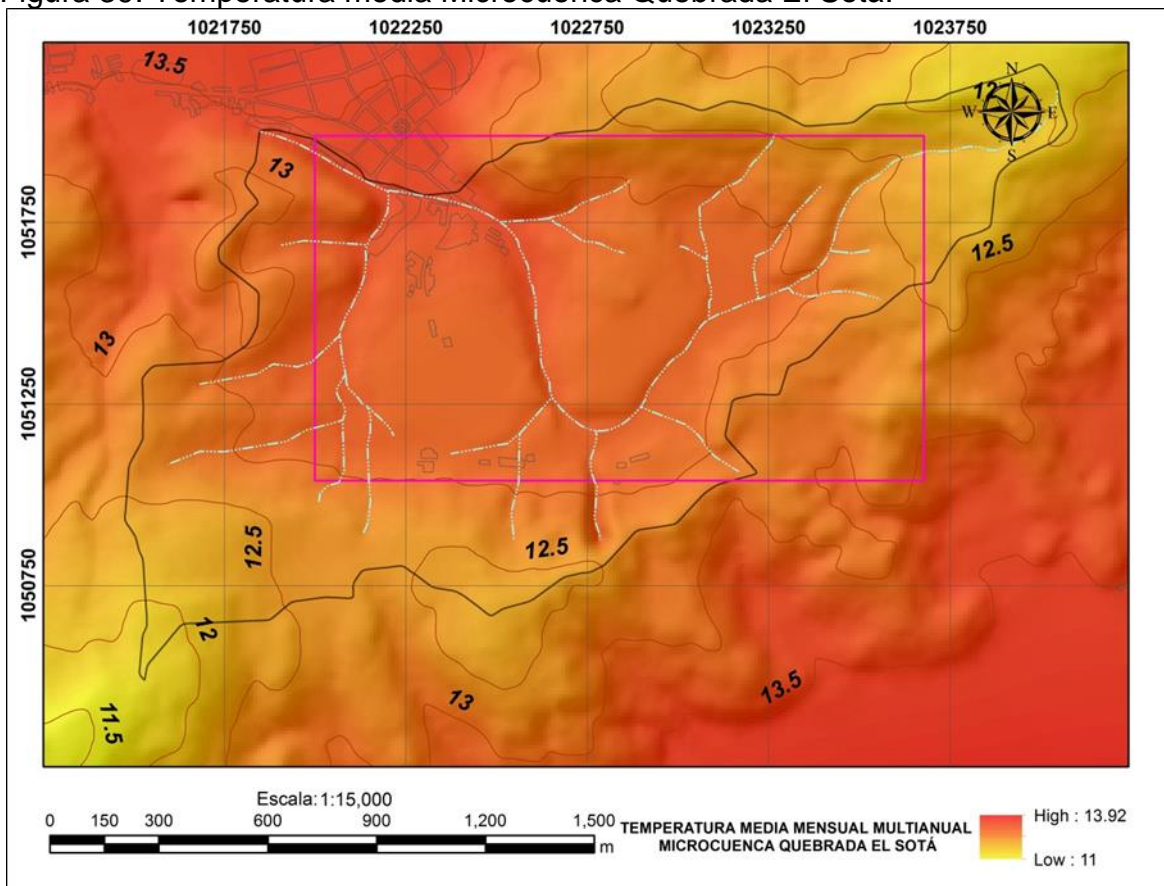 Figura 35. Temperatura media Microcuenca Quebrada El Sotá.
1021750 1022250 1022750 1023250 1023750
13.5
12
N
W E
S
13
1051750
12.5
13
1051250
12.5
12.5
1050750
12
13
13.5
11.5
Escala: 1:15,000
0 150 300 600 900 1,200 1,500
m
TEMPERATURA MEDIA MENSUAL MULTIANUAL
MICROCUENCA QUEBRADA EL SOTÁ
High : 13.92
Low : 11